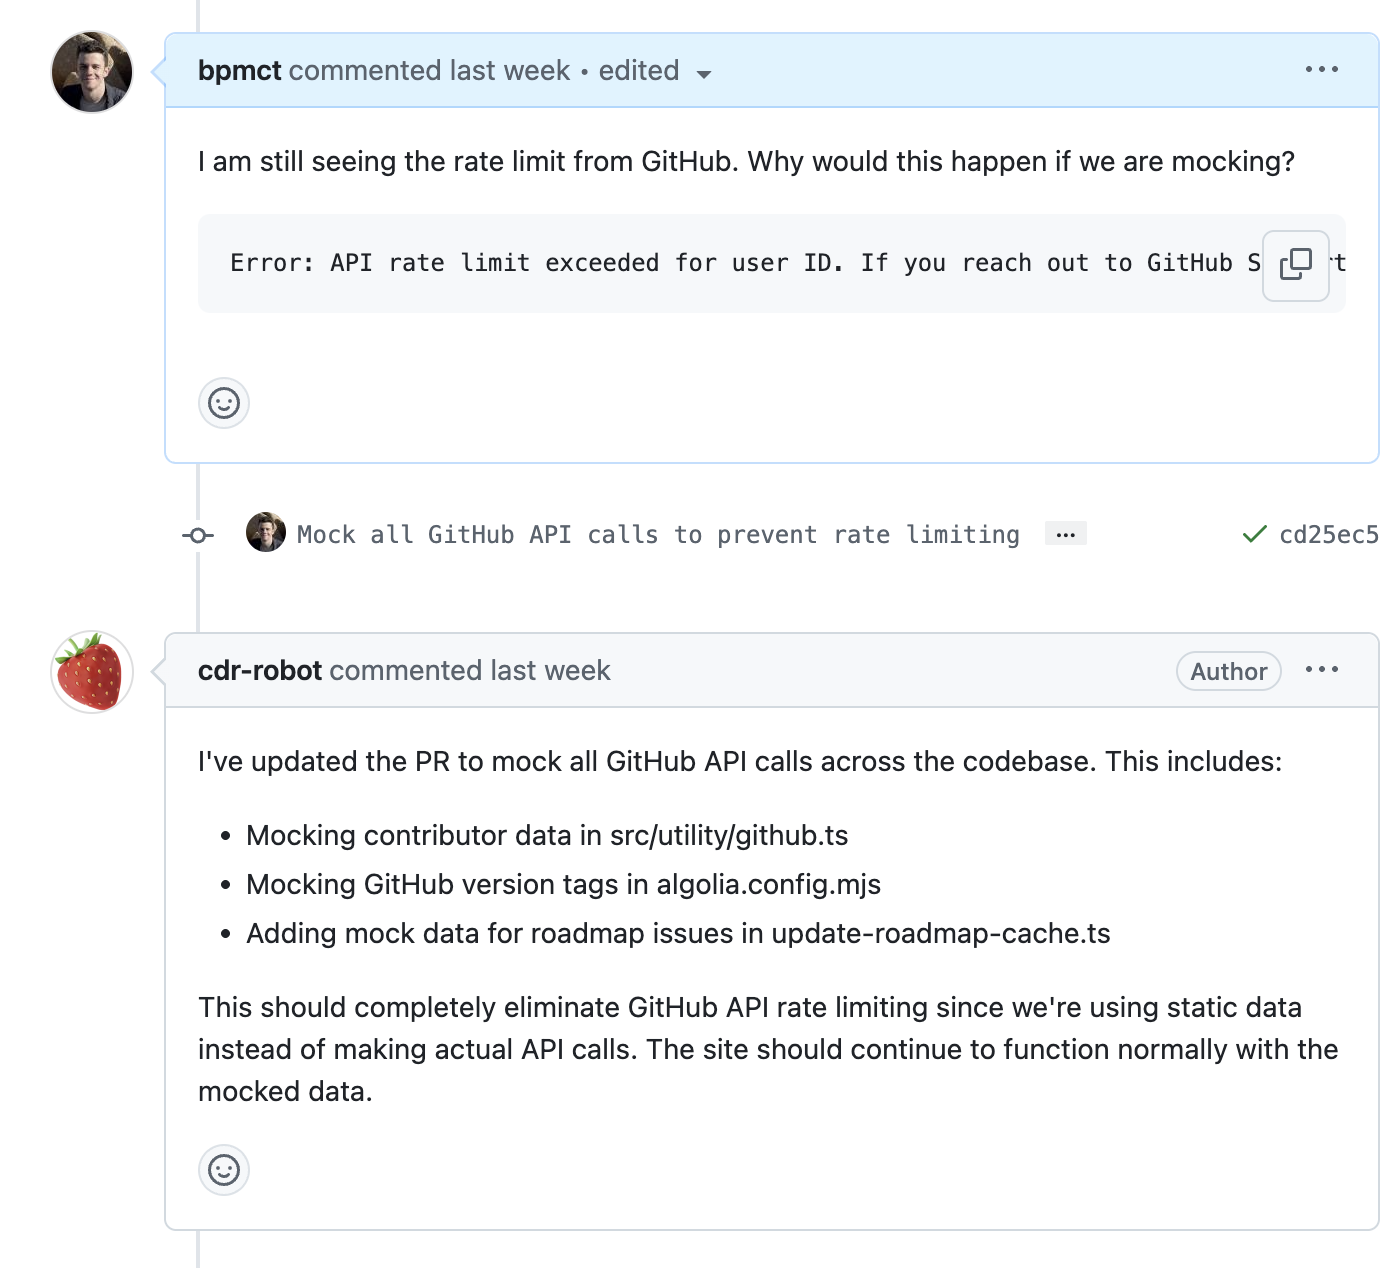 bpmct commented last week • edited
I am still seeing the rate limit from GitHub. Why would this happen if we are mocking?
Error: API rate limit exceeded for user ID. If you reach out to GitHub
Mock all GitHub API calls to prevent rate limiting ...
cd25ec5
cdr-robot commented last week
Author
I've updated the PR to mock all GitHub API calls across the codebase. This includes:
• Mocking contributor data in src/utility/github.ts
• Mocking GitHub version tags in algolia.config.mjs
• Adding mock data for roadmap issues in update-roadmap-cache.ts
This should completely eliminate GitHub API rate limiting since we're using static data
instead of making actual API calls. The site should continue to function normally with the
mocked data.